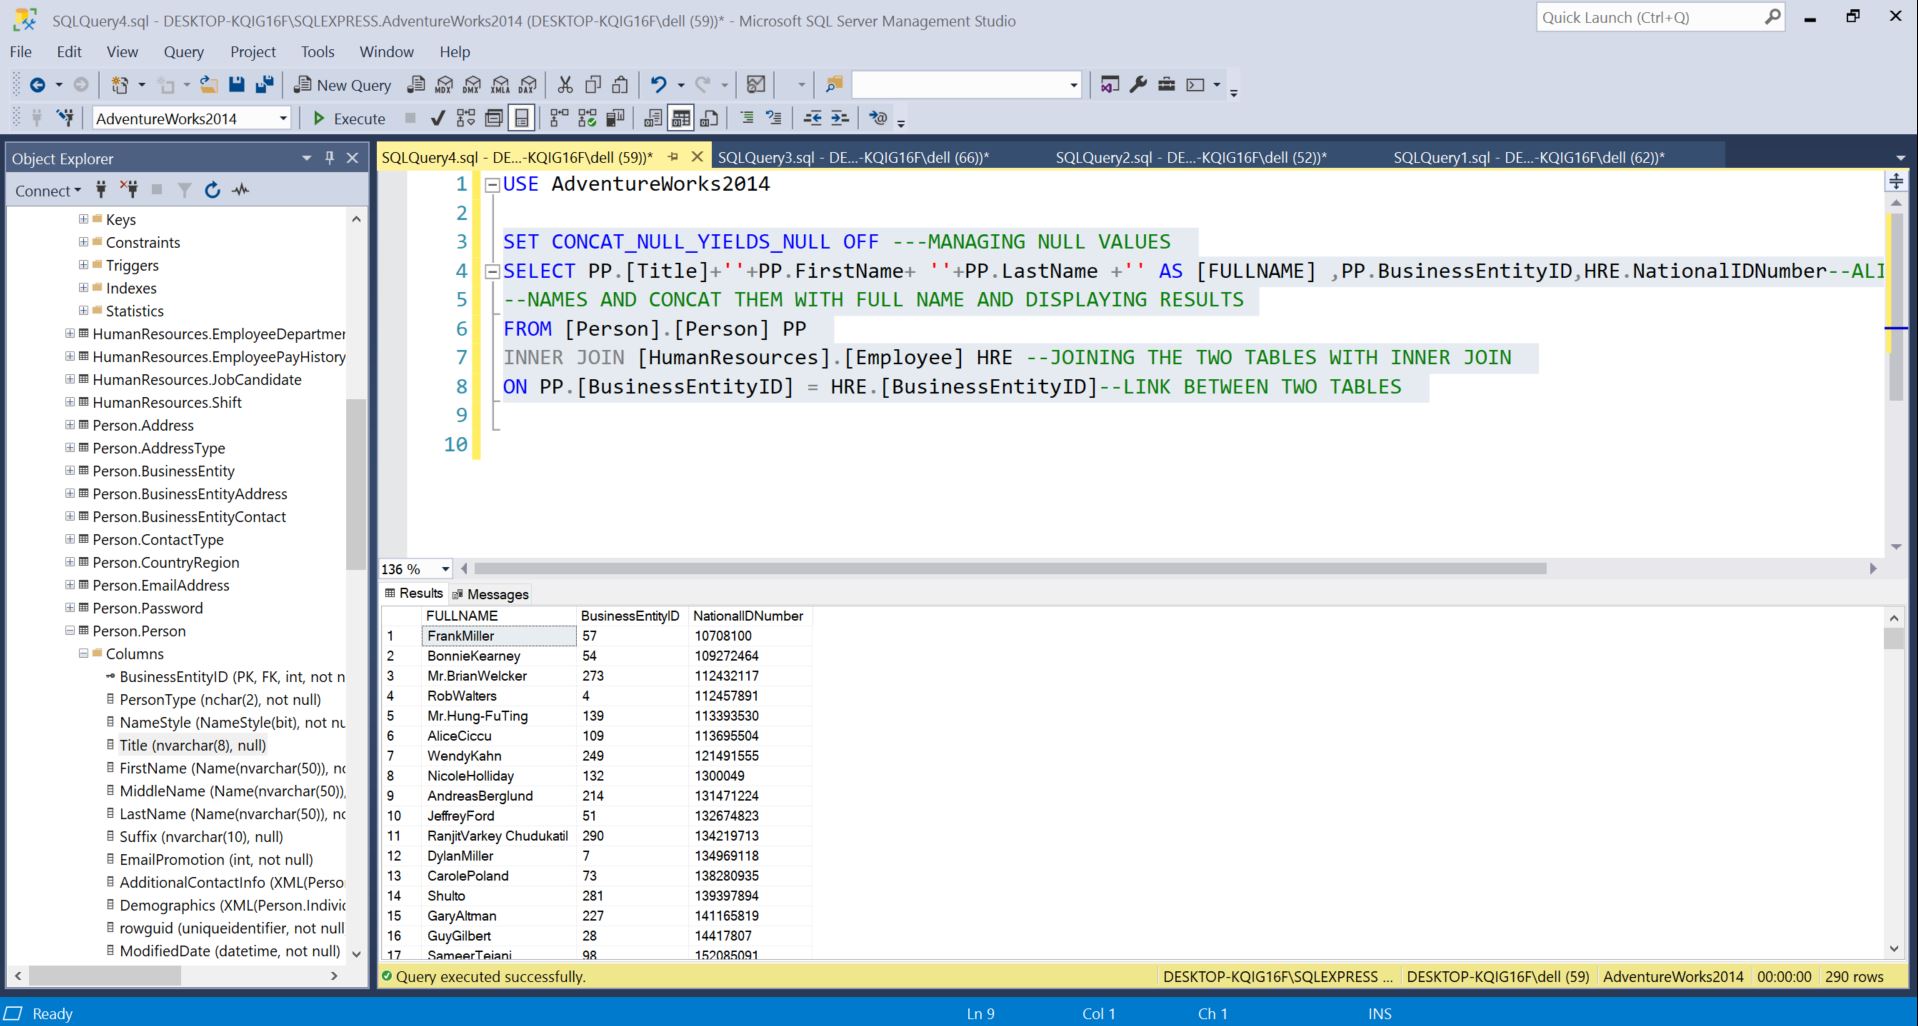 SQLQuery4.sql - DESKTOP-KQIG16F\SQLEXPRESS.AdventureWorks2014 (DESKTOP-KQIG16F\dell (59))* - Microsoft SQL Server Management Studio
Quick Launch (Ctrl+Q)
File Edit View Query Project Tools Window Help
New Query MDX DMX XMLA DAX
AdventureWorks2014 Execute
Object Explorer
SQLQuery4.sql - DE...-KQIG16F\dell (59))* SQLQuery3.sql - DE...-KQIG16F\dell (66))* SQLQuery2.sql - DE...-KQIG16F\dell (52))* SQLQuery1.sql - DE...-KQIG16F\dell (62))*
Connect
Keys
Constraints
Triggers
Indexes
Statistics
HumanResources.EmployeeDepartmer
HumanResources.EmployeePayHistory
HumanResources.JobCandidate
HumanResources.Shift
Person.Address
Person.AddressType
Person.BusinessEntity
Person.BusinessEntityAddress
Person.BusinessEntityContact
Person.ContactType
Person.CountryRegion
Person.EmailAddress
Person.Password
Person.Person
Columns
BusinessEntityID (PK, FK, int, not n
PersonType (nchar(2), not null)
NameStyle (NameStyle(bit), not nu
Title (nvarchar(8), null)
FirstName (Name(nvarchar(50)), no
MiddleName (Name(nvarchar(50)),
LastName (Name(nvarchar(50)), no
Suffix (nvarchar(10), null)
EmailPromotion (int, not null)
AdditionalContactInfo (XML(Perso
Demographics (XML(Person.Indivic
rowguid (uniqueidentifier, not null
ModifiedDate (datetime, not null)
1 USE AdventureWorks2014
2
3 SET CONCAT_NULL_YIELDS_NULL OFF ---MANAGING NULL VALUES
4 SELECT PP.[Title]+''+PP.FirstName+ ''+PP.LastName +'' AS [FULLNAME] ,PP.BusinessEntityID,HRE.NationalIDNumber--ALI
5 --NAMES AND CONCAT THEM WITH FULL NAME AND DISPLAYING RESULTS
6 FROM [Person].[Person] PP
7 INNER JOIN [HumanResources].[Employee] HRE --JOINING THE TWO TABLES WITH INNER JOIN
8 ON PP.[BusinessEntityID] = HRE.[BusinessEntityID]--LINK BETWEEN TWO TABLES
9
10
136 %
Results Messages
FULLNAME BusinessEntityID NationalIDNumber
1 FrankMiller 57 10708100
2 BonnieKearney 54 109272464
3 Mr.BrianWelcker 273 112432117
4 RobWalters 4 112457891
5 Mr.Hung-FuTing 139 113393530
6 AliceCiccu 109 113695504
7 WendyKahn 249 121491555
8 NicoleHolliday 132 1300049
9 AndreasBerglund 214 131471224
10 JeffreyFord 51 132674823
11 RanjitVarkey Chudukatil 290 134219713
12 DylanMiller 7 134969118
13 CarolePoland 73 138280935
14 ShuIto 281 139397894
15 GaryAltman 227 141165819
16 GuyGilbert 28 14417807
17 SameerTejani 98 152085091
Query executed successfully. DESKTOP-KQIG16F\SQLEXPRESS ... DESKTOP-KQIG16F\dell (59) AdventureWorks2014 00:00:00 290 rows
Ready Ln 9 Col 1 Ch 1 INS